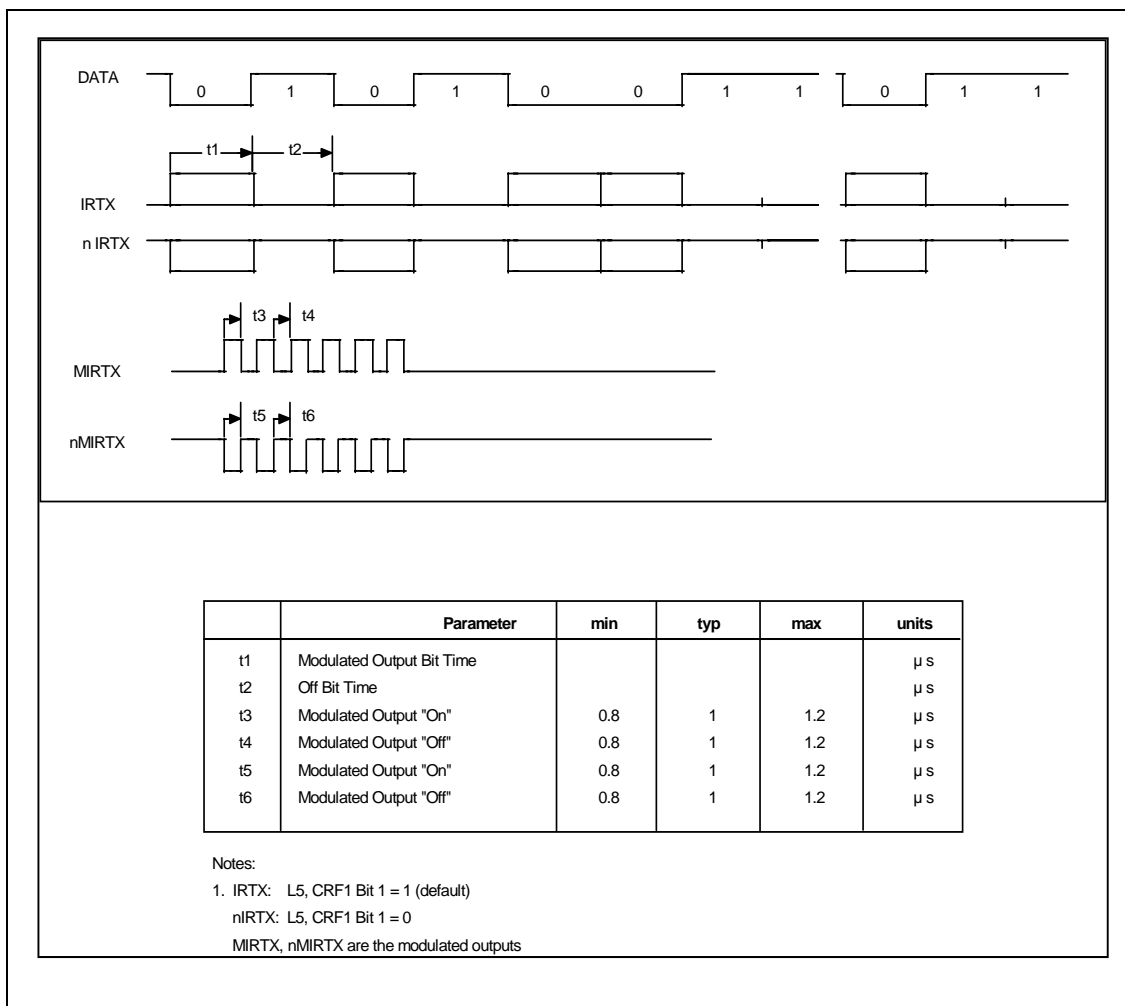 DATA 0 1 0 1 0 0 1 1 0 1 1
t1 t2
IRTX
n IRTX
t3 t4
MIRTX
t5 t6
nMIRTX
Parameter min typ max units
t1 Modulated Output Bit Time µ s
t2 Off Bit Time µ s
t3 Modulated Output "On" 0.8 1 1.2 µ s
t4 Modulated Output "Off" 0.8 1 1.2 µ s
t5 Modulated Output "On" 0.8 1 1.2 µ s
t6 Modulated Output "Off" 0.8 1 1.2 µ s
Notes:
1. IRTX: L5, CRF1 Bit 1 = 1 (default)
nIRTX: L5, CRF1 Bit 1 = 0
MIRTX, nMIRTX are the modulated outputs